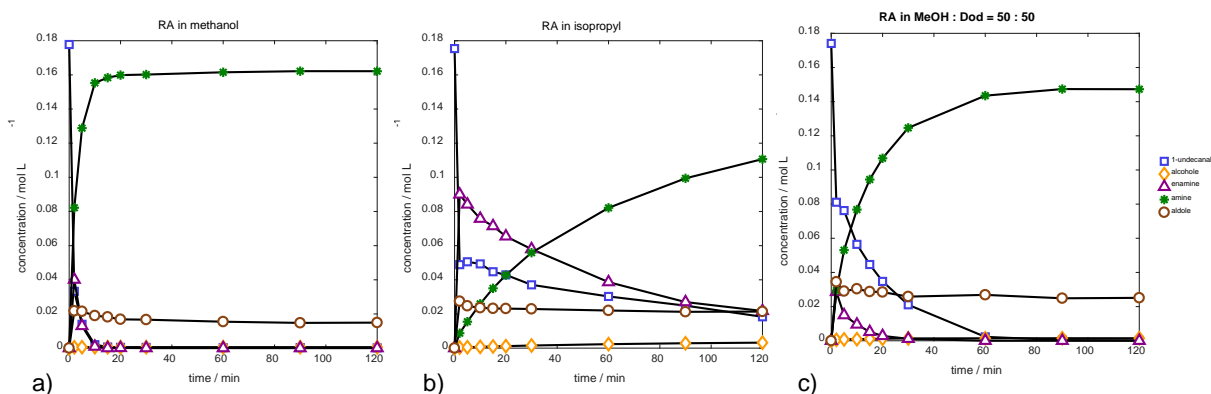 RA in methanol
0.18
0.16
0.14
0.12
0.1
0.08
0.06
0.04
0.02
0
concentration / mol L
-1
0 20 40 60 80 100 120
time / min
a)
RA in isopropyl
0.18
0.16
0.14
0.12
0.1
0.08
0.06
0.04
0.02
0
concentration / mol L
-1
0 20 40 60 80 100 120
time / min
b)
RA in MeOH : Dod = 50 : 50
0.18
0.16
0.14
0.12
0.1
0.08
0.06
0.04
0.02
0
concentration / mol L
0 20 40 60 80 100 120
time / min
c)
1-undecanal
alcohole
enamine
amine
aldole